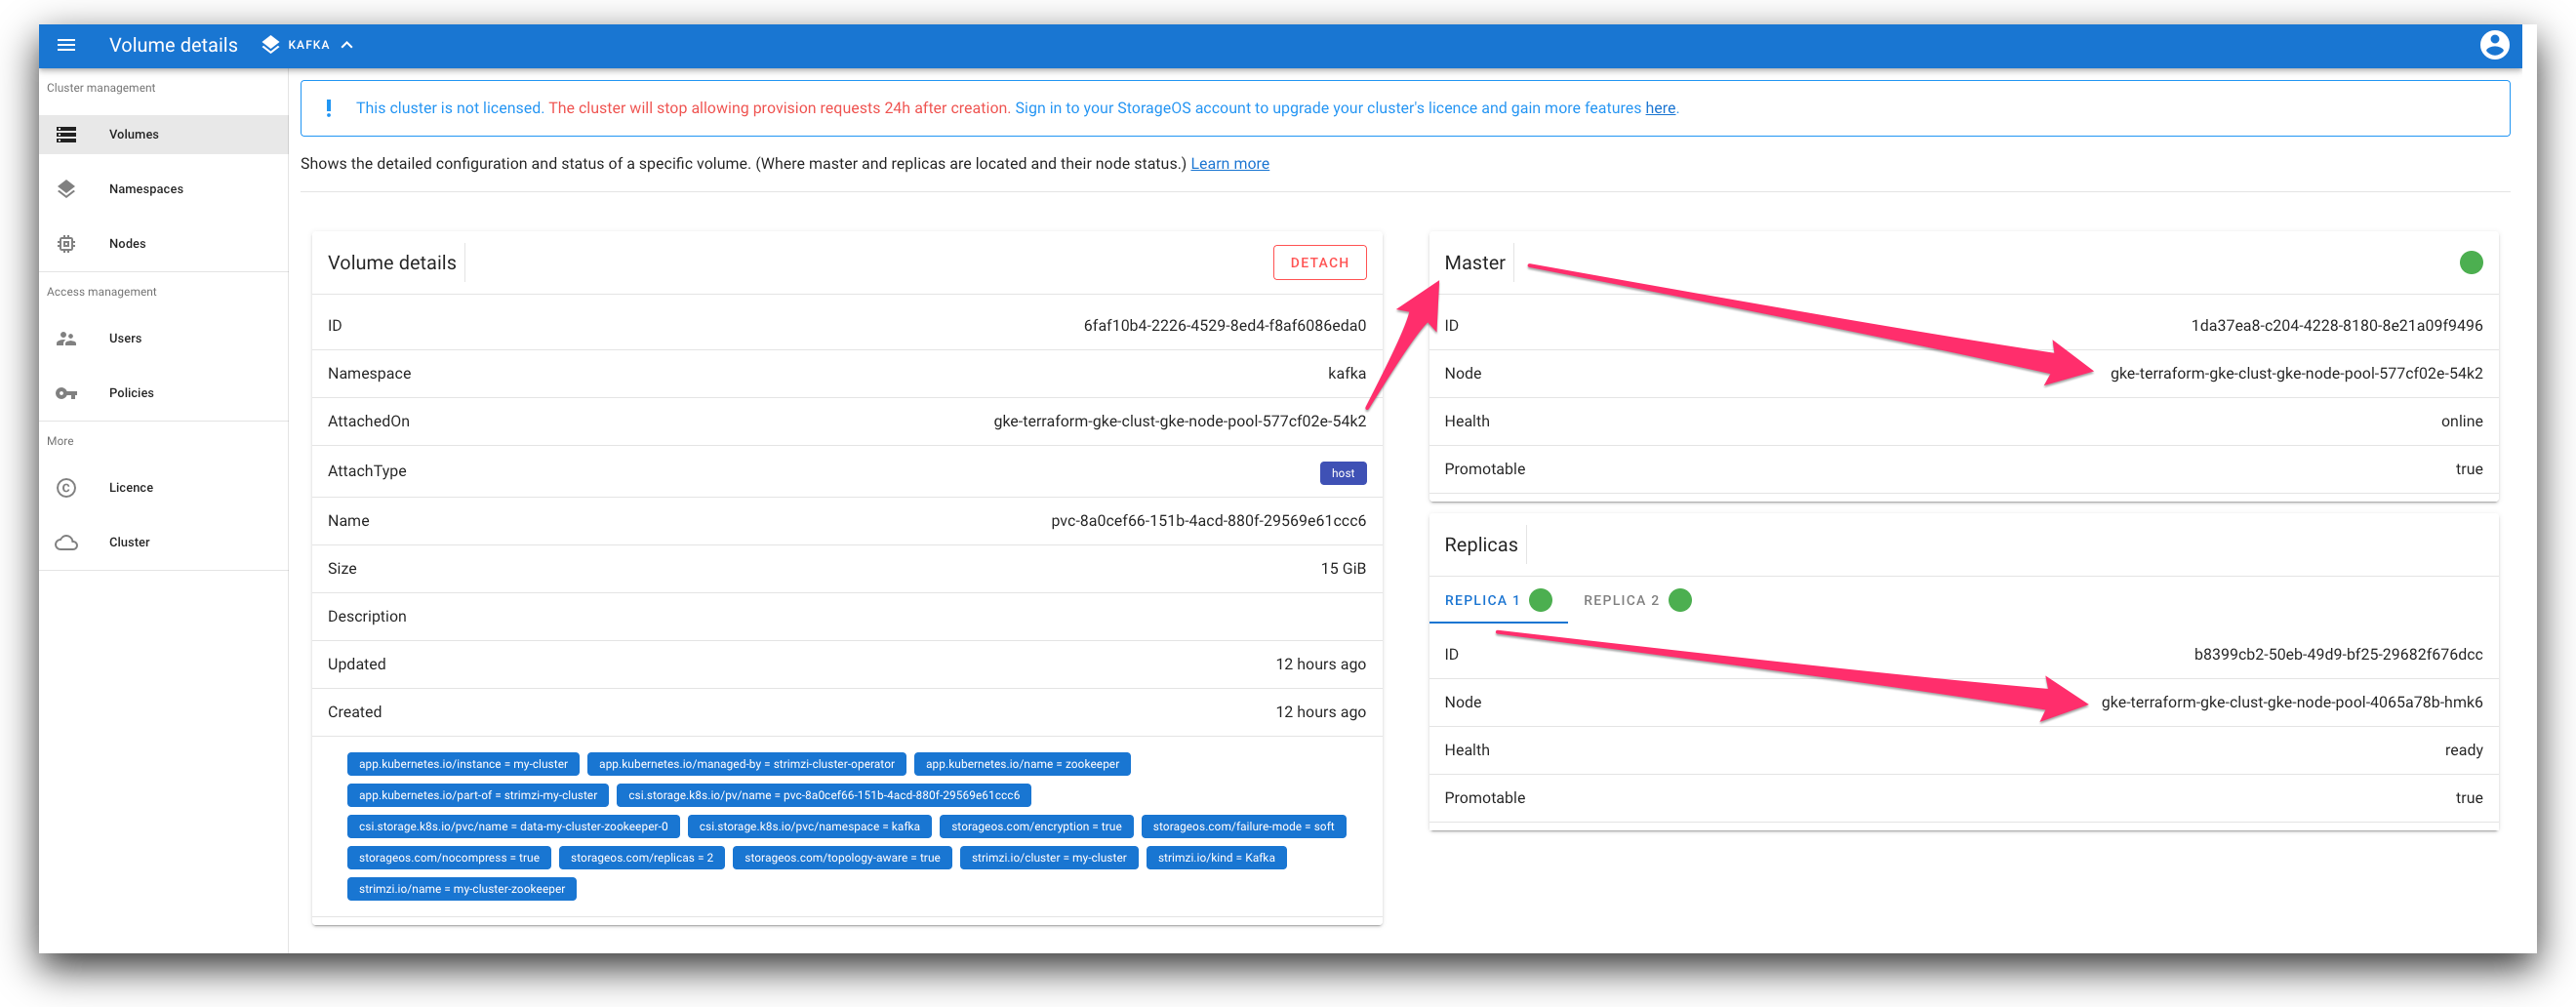 Volume details KAFKA
Cluster management
Volumes
Namespaces
Nodes
Access management
Users
Policies
More
Licence
Cluster
This cluster is not licensed. The cluster will stop allowing provision requests 24h after creation. Sign in to your StorageOS account to upgrade your cluster's licence and gain more features here.
Shows the detailed configuration and status of a specific volume. (Where master and replicas are located and their node status.) Learn more
Volume details DETACH
ID 6faf10b4-2226-4529-8ed4-f8af6086eda0
Namespace kafka
AttachedOn gke-terraform-gke-clust-gke-node-pool-577cf02e-54k2
AttachType host
Name pvc-8a0cef66-151b-4acd-880f-29569e61ccc6
Size 15 GiB
Description
Updated 12 hours ago
Created 12 hours ago
app.kubernetes.io/instance = my-cluster app.kubernetes.io/managed-by = strimzi-cluster-operator app.kubernetes.io/name = zookeeper
app.kubernetes.io/part-of = strimzi-my-cluster csi.storage.k8s.io/pv/name = pvc-8a0cef66-151b-4acd-880f-29569e61ccc6
csi.storage.k8s.io/pvc/name = data-my-cluster-zookeeper-0 csi.storage.k8s.io/pvc/namespace = kafka storageos.com/encryption = true storageos.com/failure-mode = soft
storageos.com/nocompress = true storageos.com/replicas = 2 storageos.com/topology-aware = true strimzi.io/cluster = my-cluster strimzi.io/kind = Kafka
strimzi.io/name = my-cluster-zookeeper
Master
ID 1da37ea8-c204-4228-8180-8e21a09f9496
Node gke-terraform-gke-clust-gke-node-pool-577cf02e-54k2
Health online
Promotable true
Replicas
REPLICA 1 REPLICA 2
ID b8399cb2-50eb-49d9-bf25-29682f676dcc
Node gke-terraform-gke-clust-gke-node-pool-4065a78b-hmk6
Health ready
Promotable true